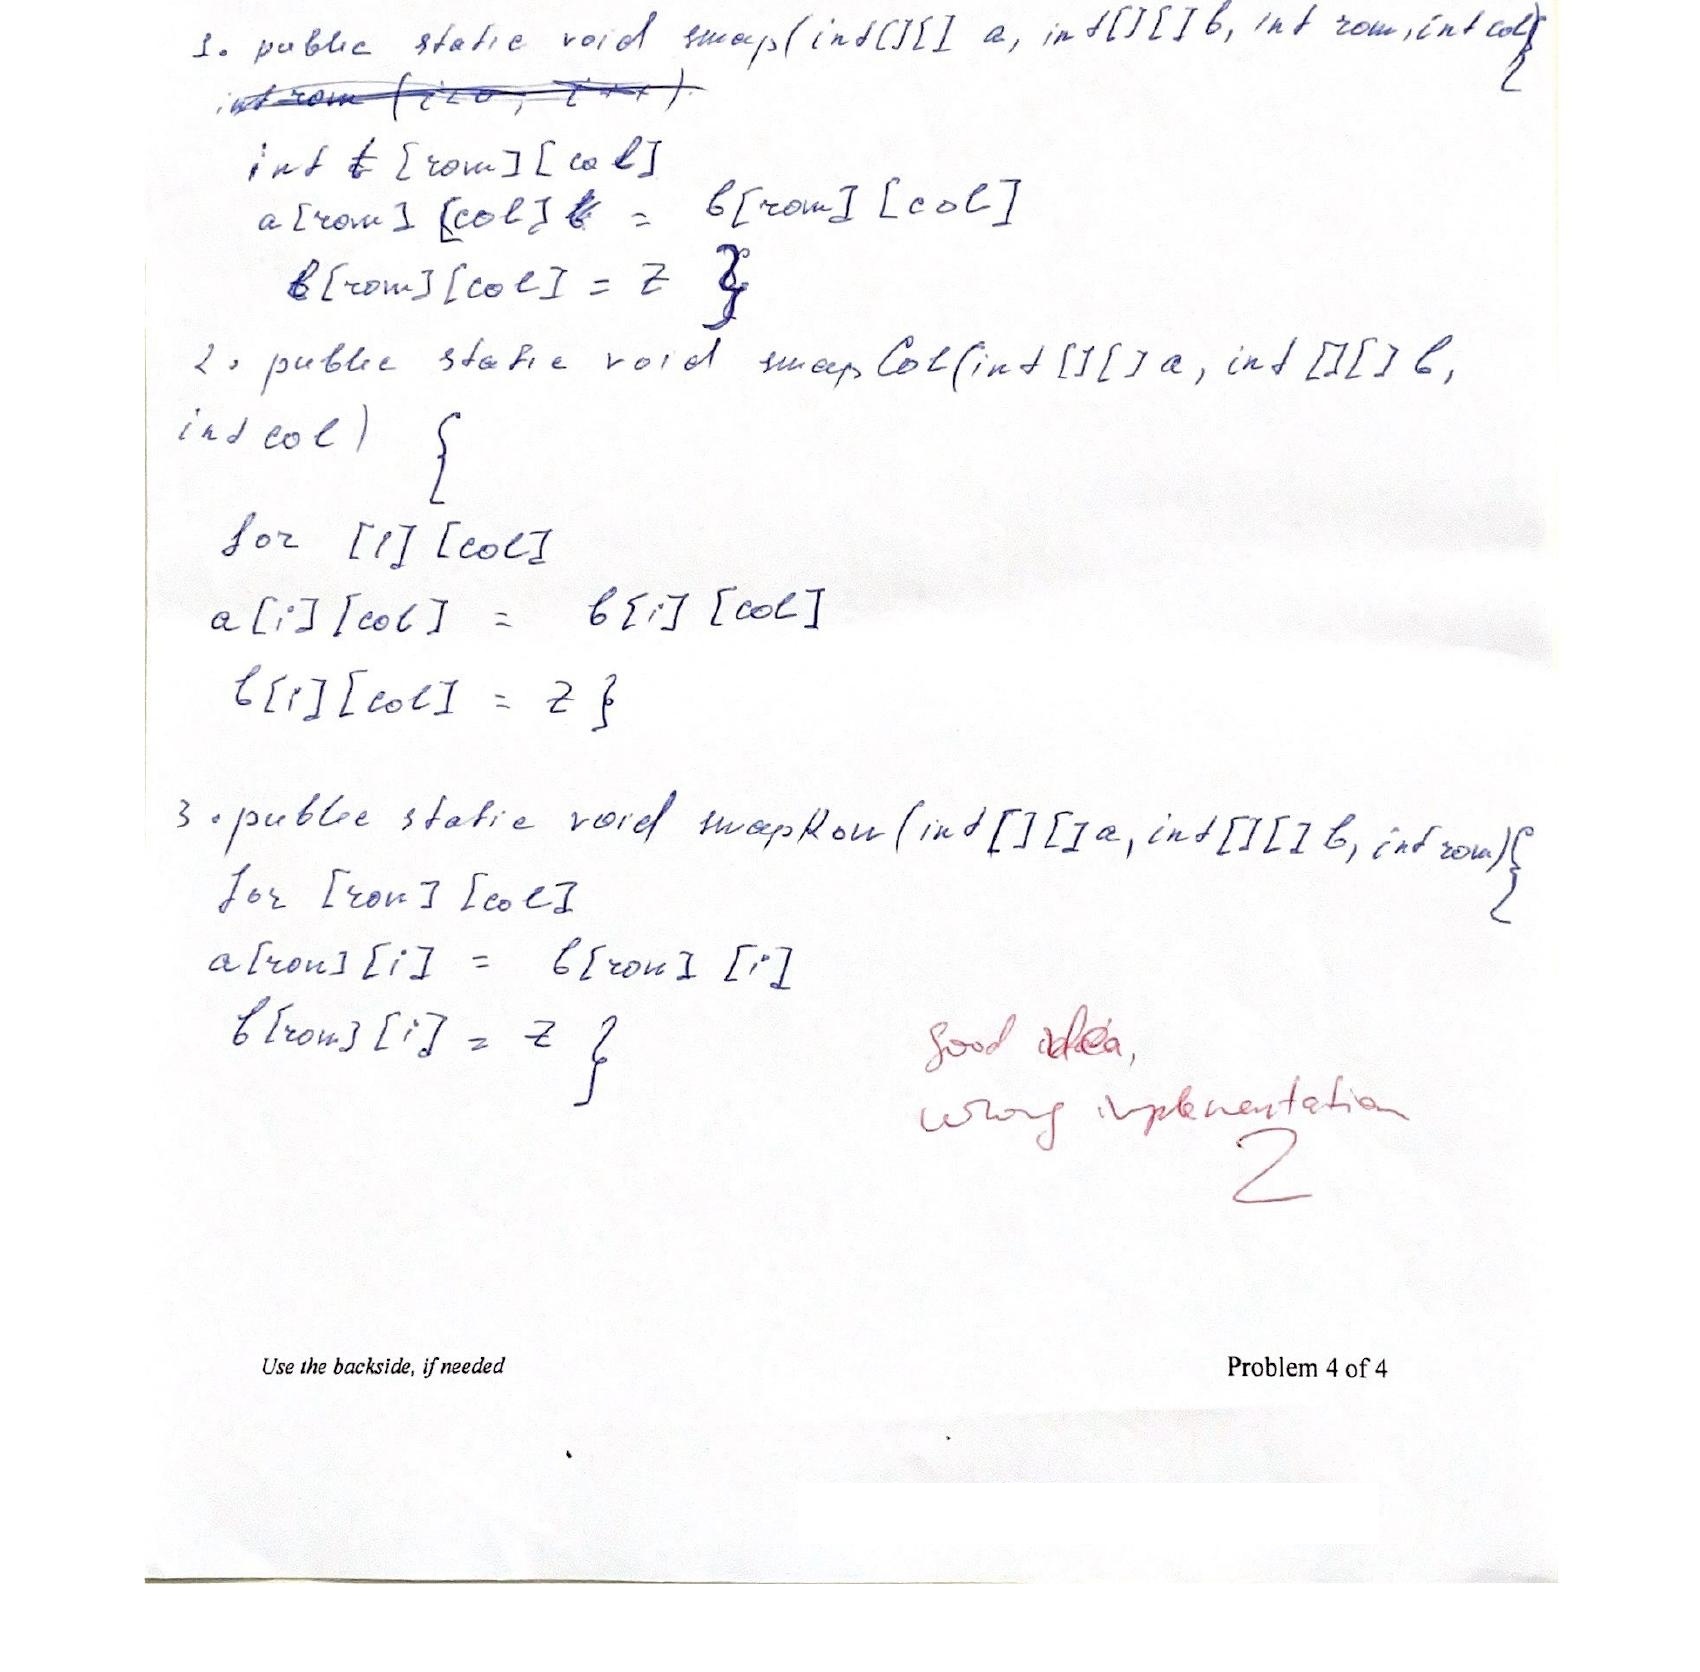 1. public static void swap(int[][] a, int[][] b, int row, int col){
int row (i=0, i++).
int t [row][col]
a[row] [col] = b[row] [col]
b[row][col] = z }
2. public static void swapCol(int [][] a, int [][] b,
int col) {
for [i] [col]
a[i][col] = b[i] [col]
b[i][col] = z }
3. public static void swapRow(int[][]a, int[][] b, int row){
for [row] [col]
a[row][i] = b[row] [i]
b[row][i] = z }
good idea,
wrong implementation
2
Use the backside, if needed
Problem 4 of 4